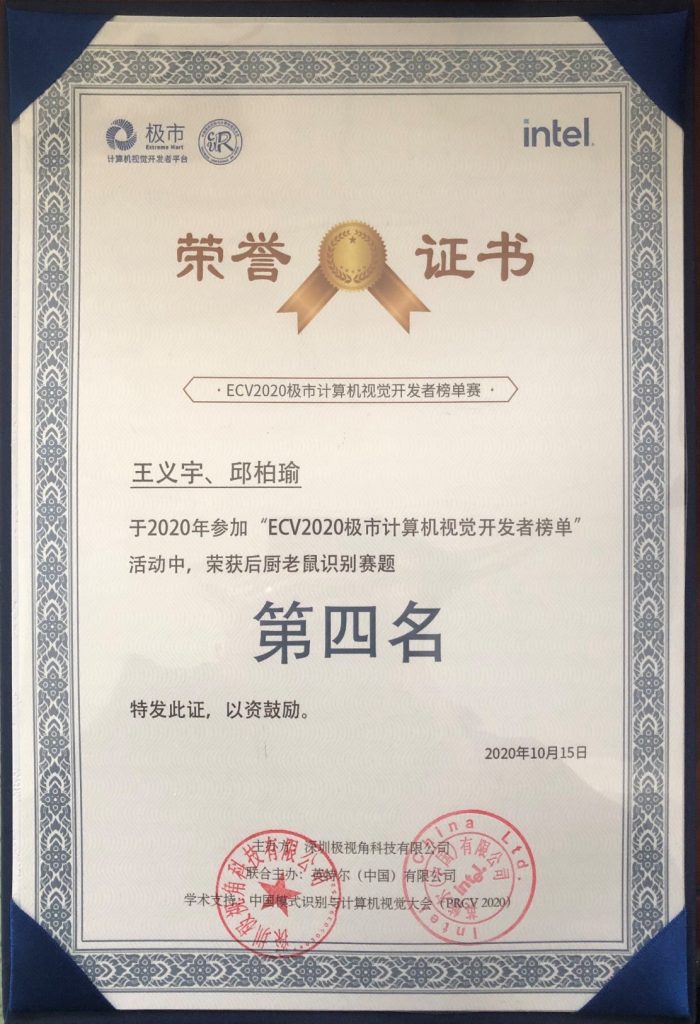 极市
Extreme Mart
计算机视觉开发者平台
CVR
intel.
荣誉证书
·ECV2020极市计算机视觉开发者榜单赛·
王义宇、邱柏瑜
于2020年参加“ECV2020极市计算机视觉开发者榜单”
活动中，荣获后厨老鼠识别赛题
第四名
特发此证，以资鼓励。
2020年10月15日
主办方：深圳极视角科技有限公司
联合主办：英特尔（中国）有限公司
学术支持：中国模式识别与计算机视觉大会（PRCV 2020）
深圳极视角科技有限公司
Intel China Ltd.
英特尔（中国）有限公司
intel